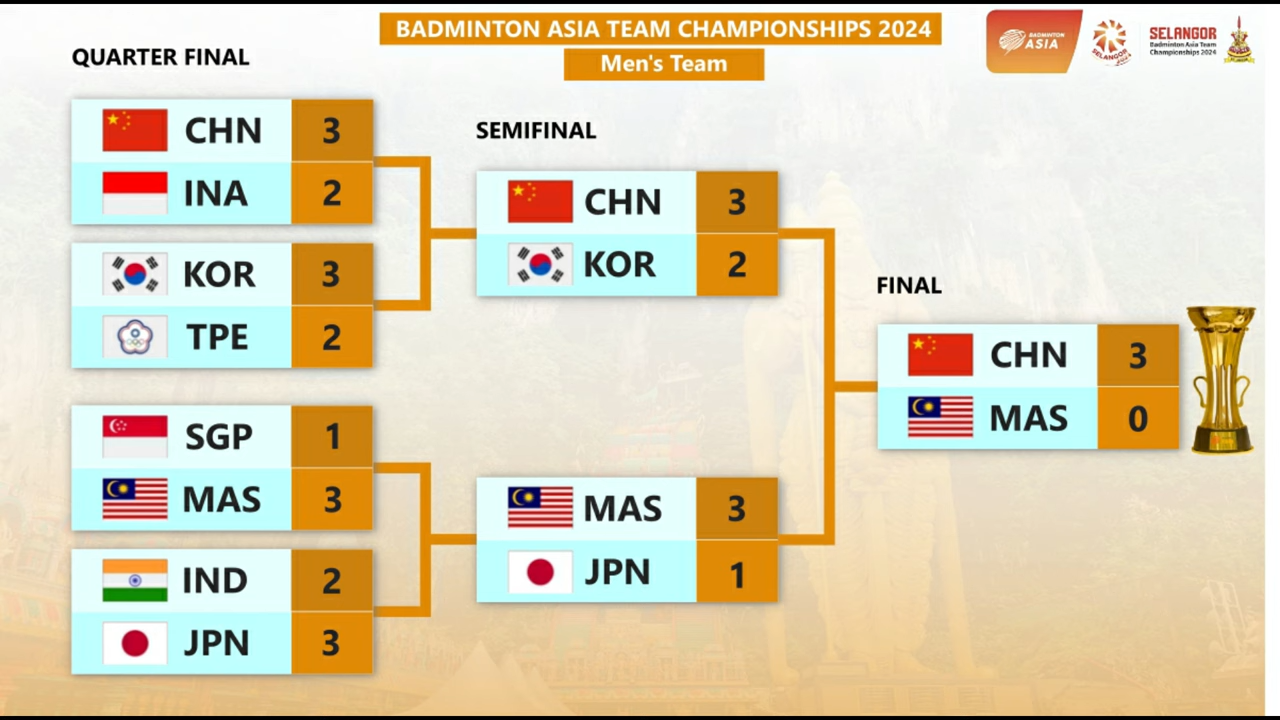 BADMINTON ASIA TEAM CHAMPIONSHIPS 2024
Men's Team
BADMINTON
ASIA
SELANGOR
SELANGOR
Badminton Asia Team
Championships 2024
QUARTER FINAL
CHN 3
INA 2
KOR 3
TPE 2
SGP 1
MAS 3
IND 2
JPN 3
SEMIFINAL
CHN 3
KOR 2
MAS 3
JPN 1
FINAL
CHN 3
MAS 0